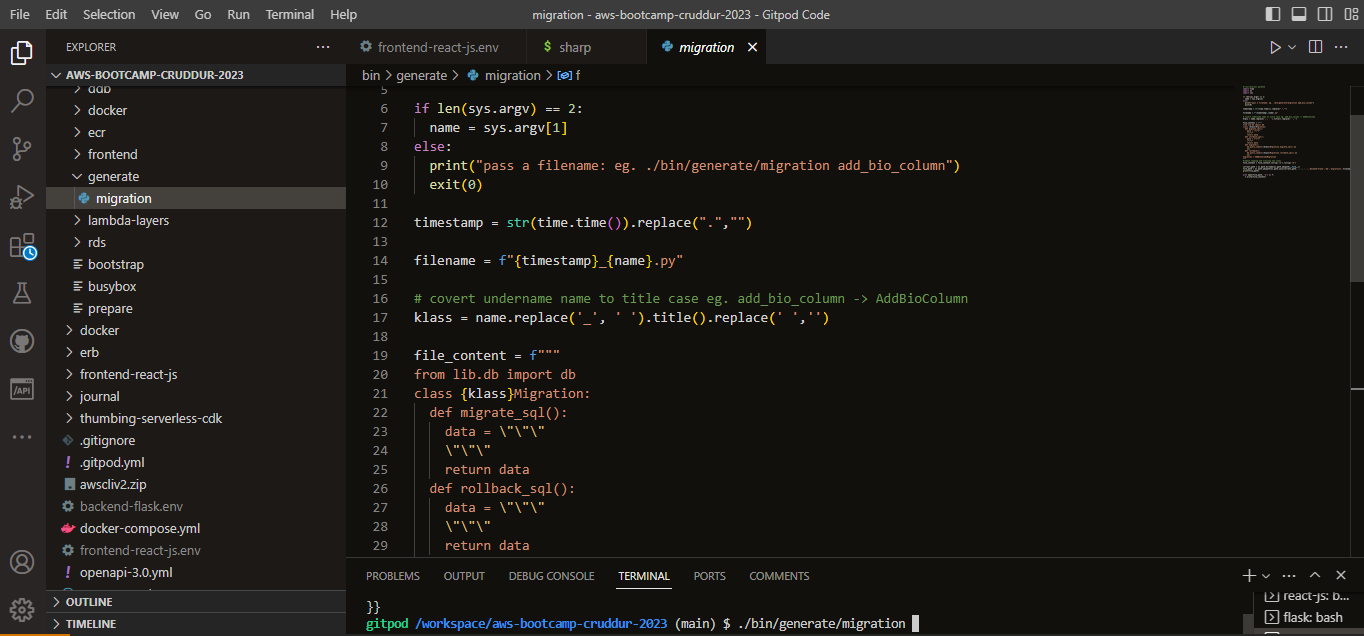 File Edit Selection View Go Run Terminal Help
migration - aws-bootcamp-cruddur-2023 - Gitpod Code
EXPLORER
AWS-BOOTCAMP-CRUDDUR-2023
ddb
docker
ecr
frontend
generate
migration
lambda-layers
rds
bootstrap
busybox
prepare
docker
erb
frontend-react-js
journal
thumbing-serverless-cdk
.gitignore
.gitpod.yml
awscliv2.zip
backend-flask.env
docker-compose.yml
frontend-react-js.env
openapi-3.0.yml
OUTLINE
TIMELINE
/API
frontend-react-js.env $ sharp migration
bin > generate > migration > f
5
6 if len(sys.argv) == 2:
7 name = sys.argv[1]
8 else:
9 print("pass a filename: eg. ./bin/generate/migration add_bio_column")
10 exit(0)
11
12 timestamp = str(time.time()).replace(".","")
13
14 filename = f"{timestamp}_{name}.py"
15
16 # covert undername name to title case eg. add_bio_column -> AddBioColumn
17 klass = name.replace('_', ' ').title().replace(' ','')
18
19 file_content = f"""
20 from lib.db import db
21 class {klass}Migration:
22 def migrate_sql():
23 data = \"\"\"
24 \"\"\"
25 return data
26 def rollback_sql():
27 data = \"\"\"
28 \"\"\"
29 return data
PROBLEMS OUTPUT DEBUG CONSOLE TERMINAL PORTS COMMENTS
}}
gitpod /workspace/aws-bootcamp-cruddur-2023 (main) $ ./bin/generate/migration
react-js: b...
flask: bash